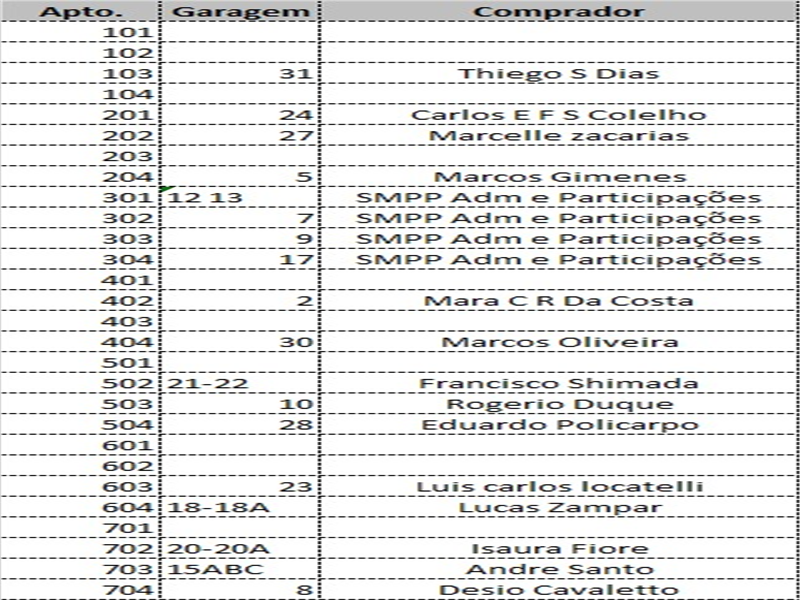 Apto. Garagem Comprador
101
102
103 31 Thiego S Dias
104
201 24 Carlos E F S Colelho
202 27 Marcelle zacarias
203
204 5 Marcos Gimenes
301 12 13 SMPP Adm e Participações
302 7 SMPP Adm e Participações
303 9 SMPP Adm e Participações
304 17 SMPP Adm e Participações
401
402 2 Mara C R Da Costa
403
404 30 Marcos Oliveira
501
502 21-22 Francisco Shimada
503 10 Rogerio Duque
504 28 Eduardo Policarpo
601
602
603 23 Luis carlos locatelli
604 18-18A Lucas Zampar
701
702 20-20A Isaura Fiore
703 15ABC Andre Santo
704 8 Desio Cavaletto